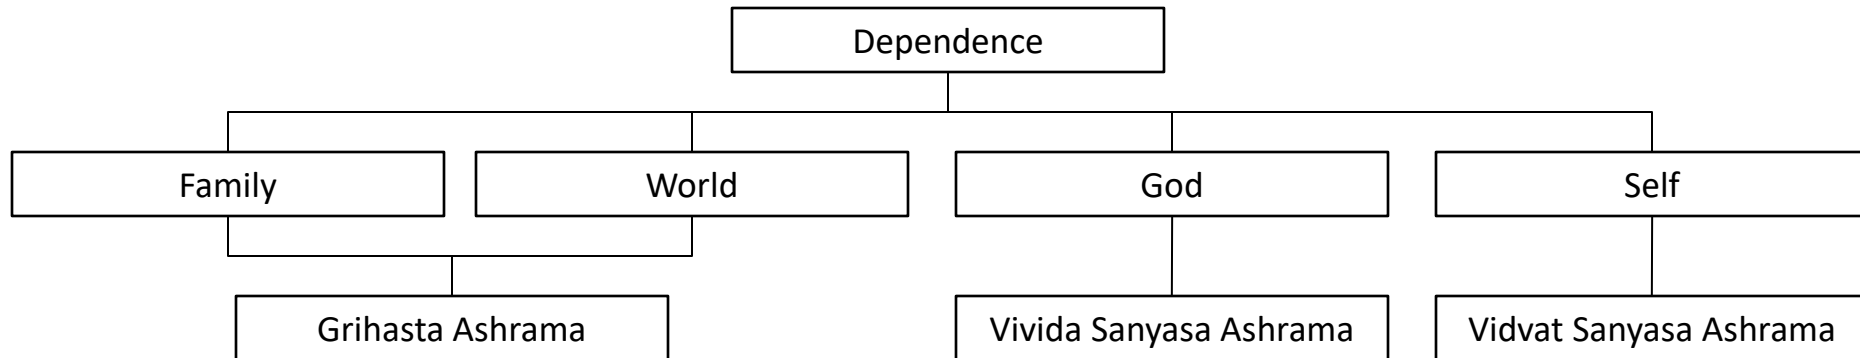 Dependence
Family
World
God
Self
Grihasta Ashrama
Vivida Sanyasa Ashrama
Vidvat Sanyasa Ashrama